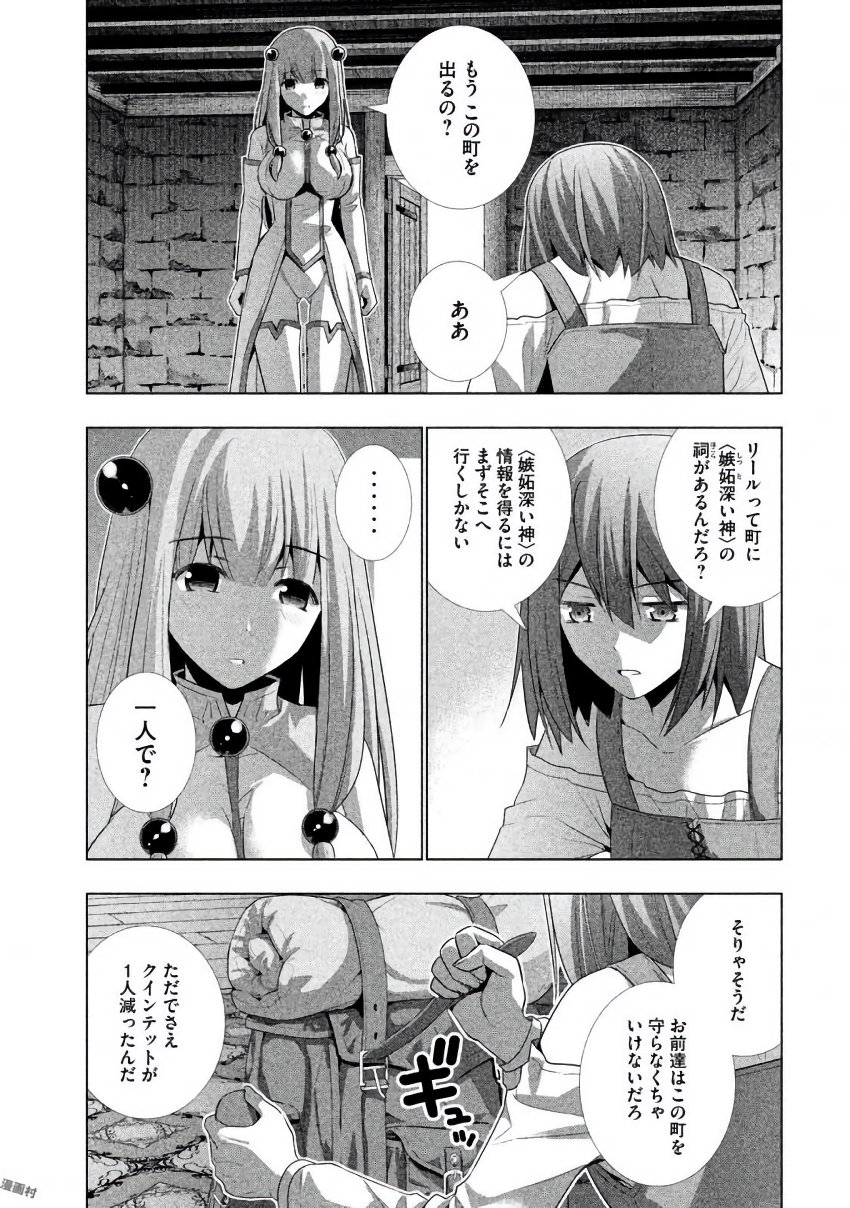 もう この町を
出るの？
ああ
リールって町に
〈嫉妬深い神〉の
祠があるんだろ？
〈嫉妬深い神〉の
情報を得るには
まずそこへ
行くしかない
・・・・・・
一人で？
そりゃそうだ
お前達はこの町を
守らなくちゃ
いけないだろ
ギュッ
ただでさえ
クインテットが
1人減ったんだ
漫画村